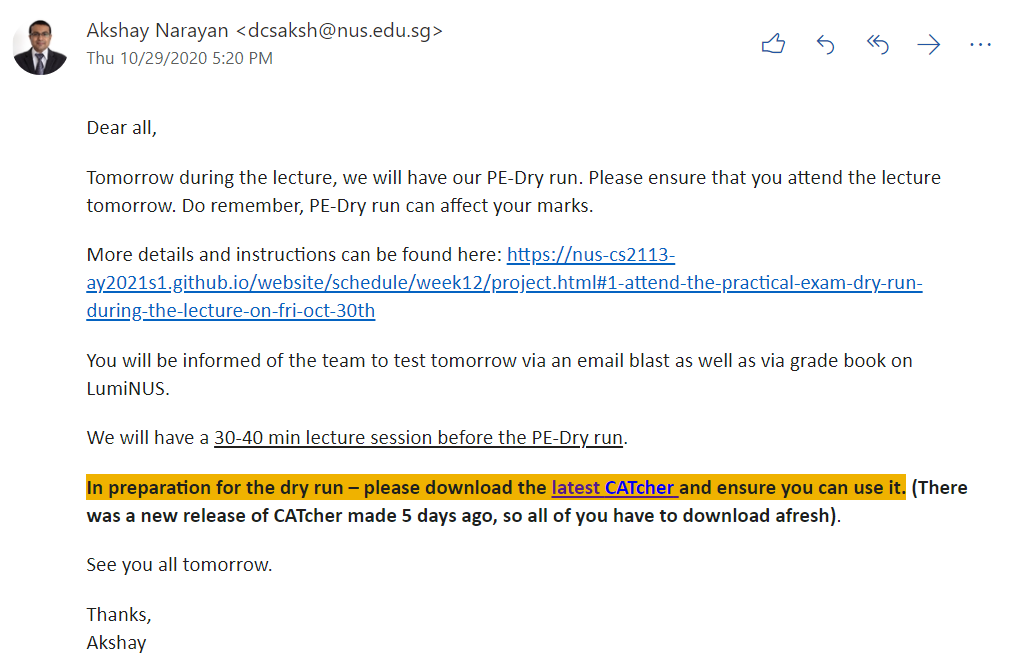 Akshay Narayan <dcsaksh@nus.edu.sg>
Thu 10/29/2020 5:20 PM
Dear all,
Tomorrow during the lecture, we will have our PE-Dry run. Please ensure that you attend the lecture
tomorrow. Do remember, PE-Dry run can affect your marks.
More details and instructions can be found here: https://nus-cs2113-
ay2021s1.github.io/website/schedule/week12/project.html#1-attend-the-practical-exam-dry-run-
during-the-lecture-on-fri-oct-30th
You will be informed of the team to test tomorrow via an email blast as well as via grade book on
LumiNUS.
We will have a 30-40 min lecture session before the PE-Dry run.
In preparation for the dry run – please download the latest CATcher and ensure you can use it. (There
was a new release of CATcher made 5 days ago, so all of you have to download afresh).
See you all tomorrow.
Thanks,
Akshay